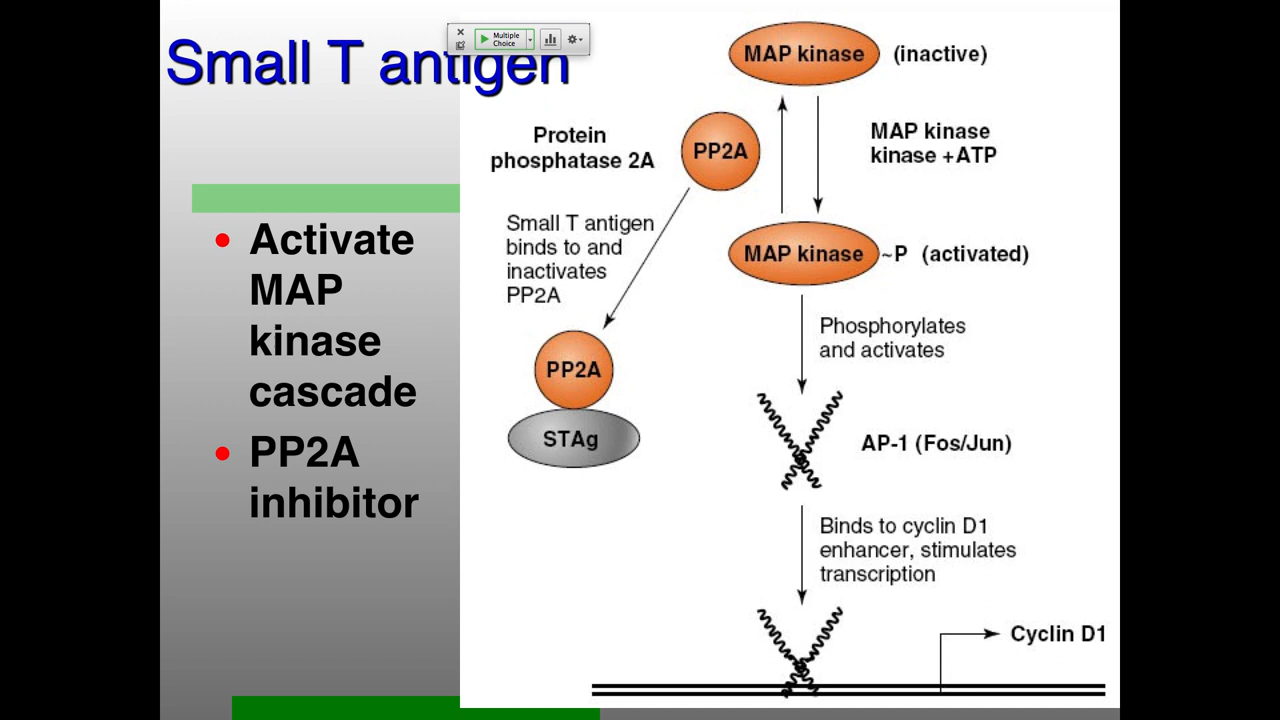 Small T antigen
Multiple
Choice
• Activate
MAP
kinase
cascade
• PP2A
inhibitor
MAP kinase (inactive)
Protein
phosphatase 2A
PP2A
MAP kinase
kinase +ATP
Small T antigen
binds to and
inactivates
PP2A
MAP kinase ~P (activated)
Phosphorylates
and activates
PP2A
STAg
AP-1 (Fos/Jun)
Binds to cyclin D1
enhancer, stimulates
transcription
Cyclin D1